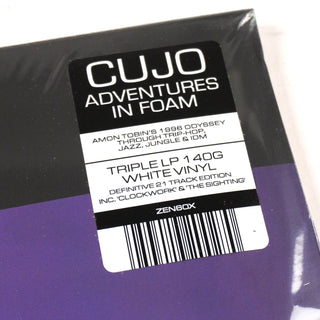 CUJO
ADVENTURES
IN FOAM
AMON TOBIN'S 1996 ODYSSEY
THROUGH TRIP-HOP,
JAZZ, JUNGLE & IDM
TRIPLE LP 140G
WHITE VINYL
DEFINITIVE 21 TRACK EDITION
INC. 'CLOCKWORK' & 'THE SIGHTING'
ZENBOX